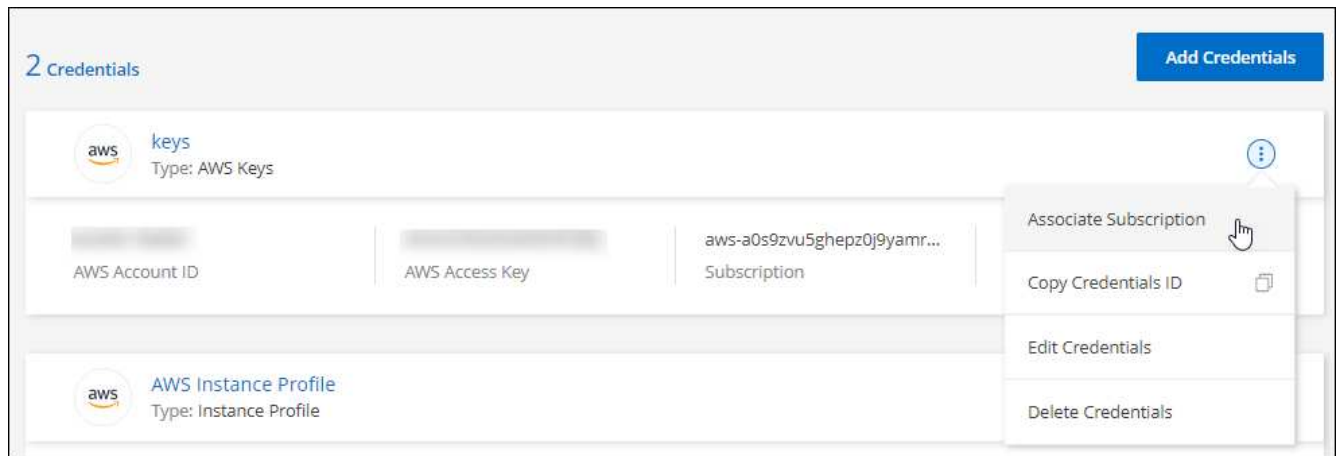 2 Credentials
Add Credentials
aws
keys
Type: AWS Keys
Associate Subscription
aws-a0s9zvu5ghepz0j9yamr...
AWS Account ID
AWS Access Key
Subscription
Copy Credentials ID
Edit Credentials
aws
AWS Instance Profile
Type: Instance Profile
Delete Credentials